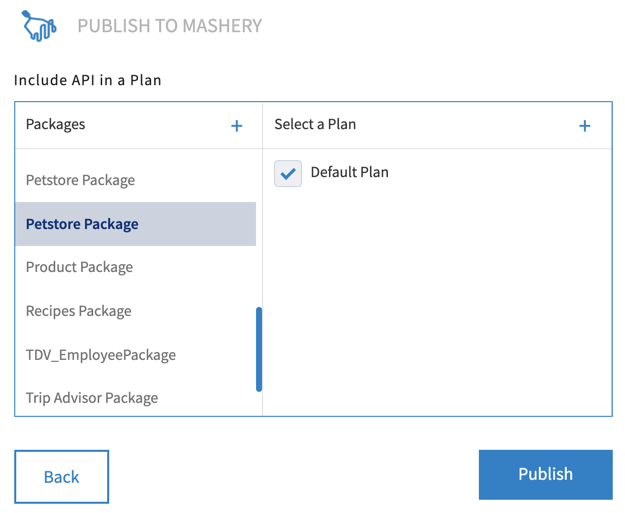 PUBLISH TO MASHERY
Include API in a Plan
Packages +
Select a Plan +
Petstore Package
Petstore Package
Product Package
Recipes Package
TDV_EmployeePackage
Trip Advisor Package
Default Plan
Back
Publish